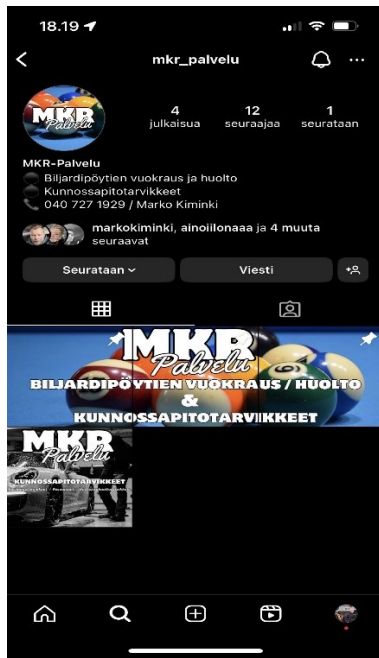 18.19
mkr_palvelu
MKR
Palvelu
4 12 1
julkaisua seuraajaa seurataan
MKR-Palvelu
Biljardipöytien vuokraus ja huolto
Kunnossapitotarvikkeet
040 727 1929 / Marko Kiminki
markokiminki, ainoiilonaaa ja 4 muuta
seuraavat
Seurataan
Viesti
MKR
Palvelu
BILJARDIPÖYTIEN VUOKRAUS / HUOLTO
&
KUNNOSSAPITOTARVIKKEET
MKR
Palvelu
KUNNOSSAPITOTARVIKKEET